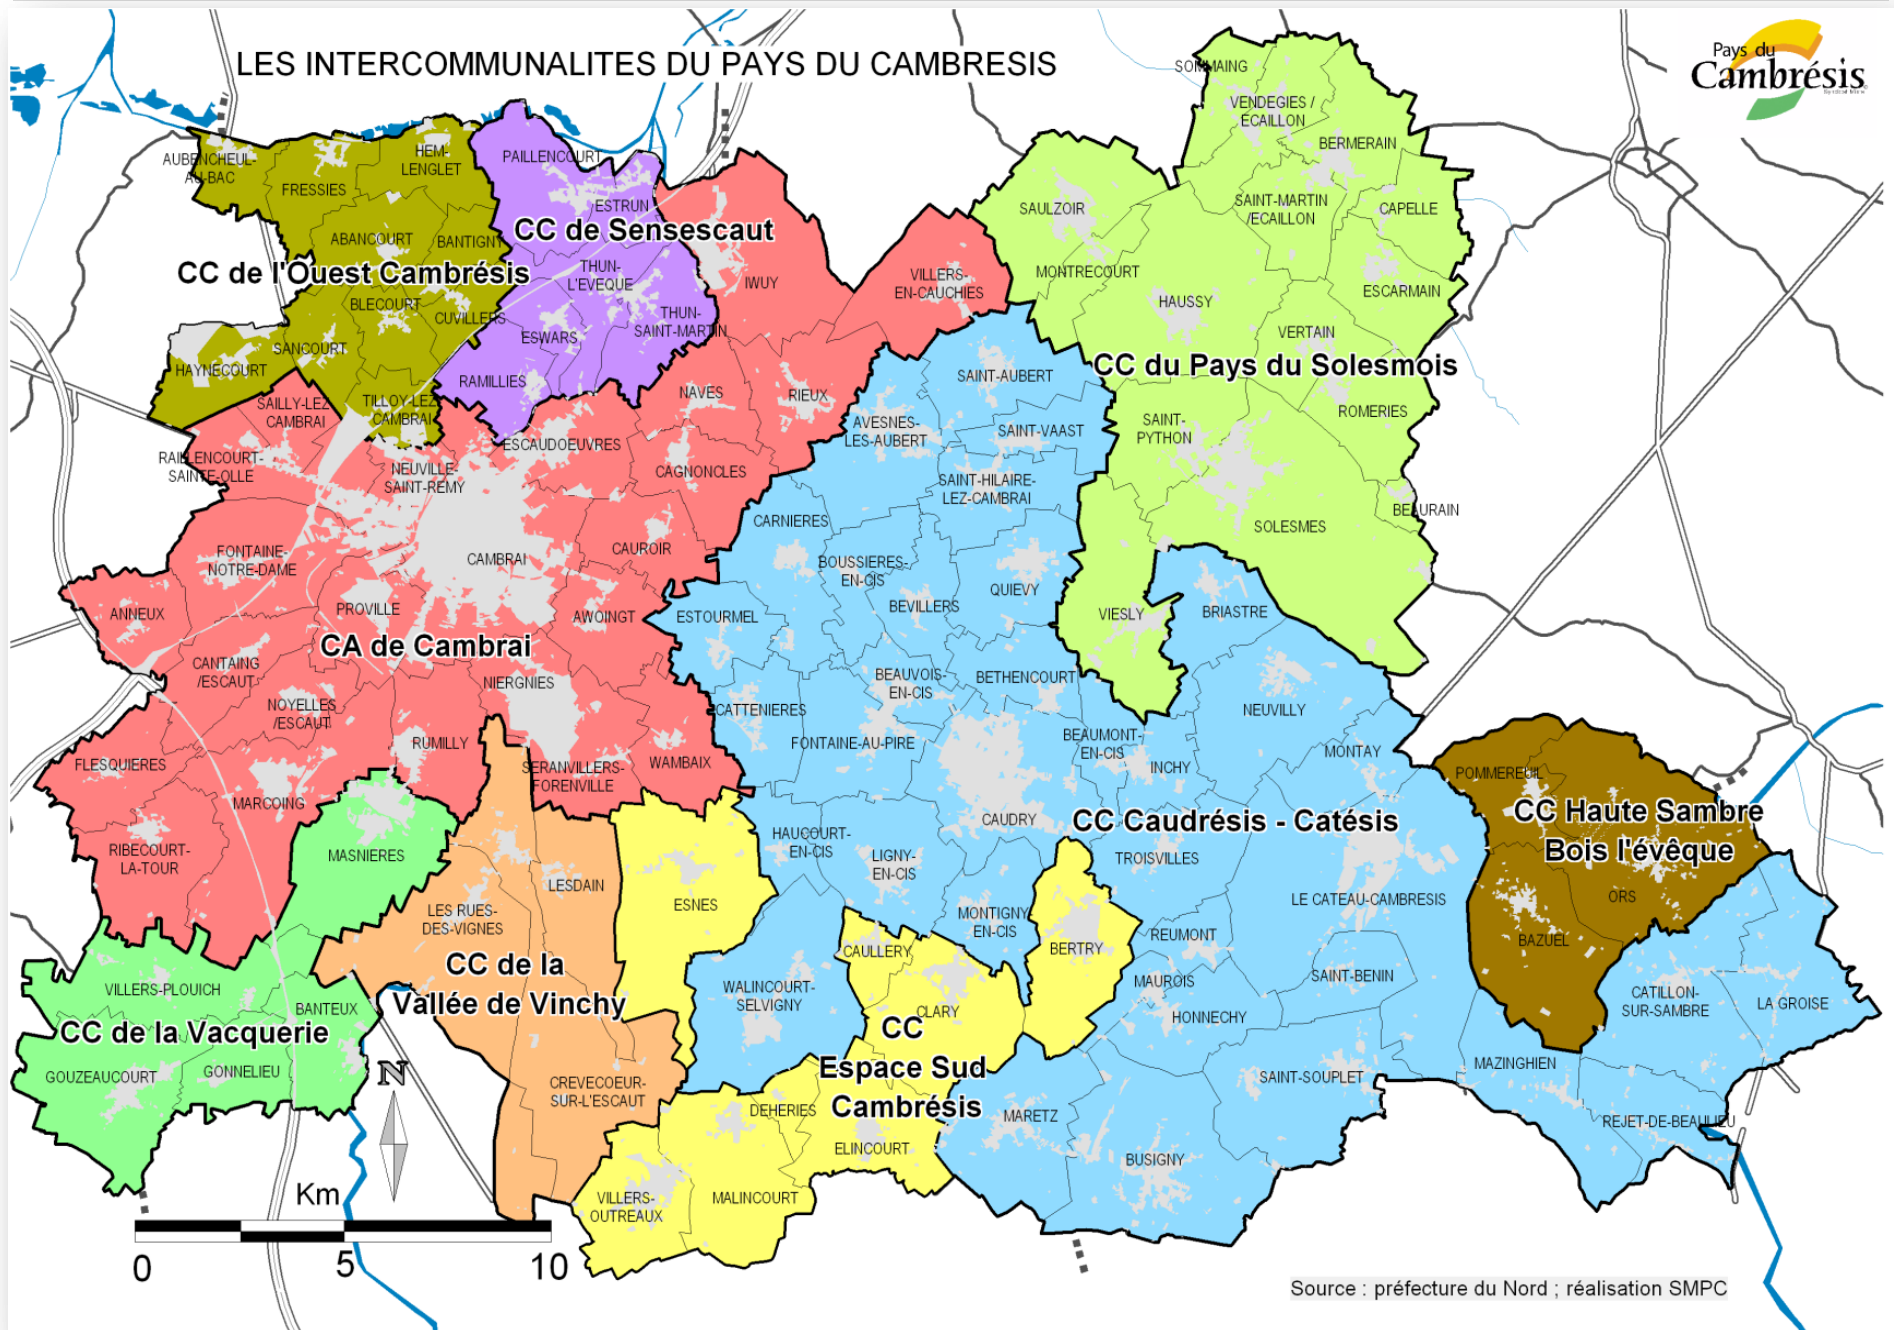 LES INTERCOMMUNALITES DU PAYS DU CAMBRESIS
Pays du
Cambrésis
SOMMAING
VENDEGIES /
ECAILLON
BERMERAIN
AUBENCHEUL-
AU-BAC
FRESSIES
HEM-
LENGLET
PAILLENCOURT
ESTRUN
CC de Sensescaut
SAULZOIR
SAINT-MARTIN
/ECAILLON
CAPELLE
ABANCOURT
BANTIGNY
CC de l'Ouest Cambrésis
THUN-
L'EVEQUE
IWUY
VILLERS-
EN-CAUCHIES
MONTRECOURT
HAUSSY
ESCARMAIN
BLECOURT
CUVILLERS
THUN-
SAINT-MARTIN
ESWARS
VERTAIN
SANCOURT
HAYNECOURT
RAMILLIES
CC du Pays du Solesmois
SAINT-AUBERT
NAVES
RIEUX
SAILLY-LEZ
CAMBRAI
TILLOY-LEZ
CAMBRAI
ROMERIES
AVESNES-
LES-AUBERT
SAINT-VAAST
SAINT-
PYTHON
ESCAUDOEUVRES
RAILLENCOURT-
SAINTE-OLLE
NEUVILLE-
SAINT-REMY
CAGNONCLES
SAINT-HILAIRE-
LEZ-CAMBRAI
BEAURAIN
CARNIERES
SOLESMES
FONTAINE-
NOTRE-DAME
CAMBRAI
CAUROIR
BOUSSIERES-
EN-CIS
QUIEVY
ANNEUX
PROVILLE
AWOINGT
ESTOURMEL
BEVILLERS
VIESLY
BRIASTRE
CA de Cambrai
CANTAING
/ESCAUT
NIERGNIES
BEAUVOIS-
EN-CIS
BETHENCOURT
NOYELLES
/ESCAUT
CATTENIERES
NEUVILLY
RUMILLY
FONTAINE-AU-PIRE
BEAUMONT-
EN-CIS
INCHY
MONTAY
FLESQUIERES
SERANVILLERS-
FORENVILLE
WAMBAIX
POMMEREUIL
MARCOING
CC Haute Sambre
Bois l'évêque
CAUDRY
CC Caudrésis - Catésis
RIBECOURT-
LA-TOUR
MASNIERES
HAUCOURT-
EN-CIS
LIGNY-
EN-CIS
TROISVILLES
LESDAIN
ESNES
LE CATEAU-CAMBRESIS
ORS
LES RUES-
DES-VIGNES
MONTIGNY-
EN-CIS
BERTRY
REUMONT
BAZUEL
CAULLERY
CC de la
Vallée de Vinchy
VILLERS-PLOUICH
BANTEUX
WALINCOURT-
SELVIGNY
CLARY
MAUROIS
SAINT-BENIN
CATILLON-
SUR-SAMBRE
LA GROISE
HONNECHY
CC de la Vacquerie
CC
Espace Sud
Cambrésis
GOUZEAUCOURT
GONNELIEU
N
CREVECOEUR-
SUR-L'ESCAUT
SAINT-SOUPLET
MAZINGHIEN
DEHERIES
MARETZ
REJET-DE-BEAULIEU
ELINCOURT
BUSIGNY
VILLERS-
OUTREAUX
MALINCOURT
Km
0
5
10
Source : préfecture du Nord ; réalisation SMPC